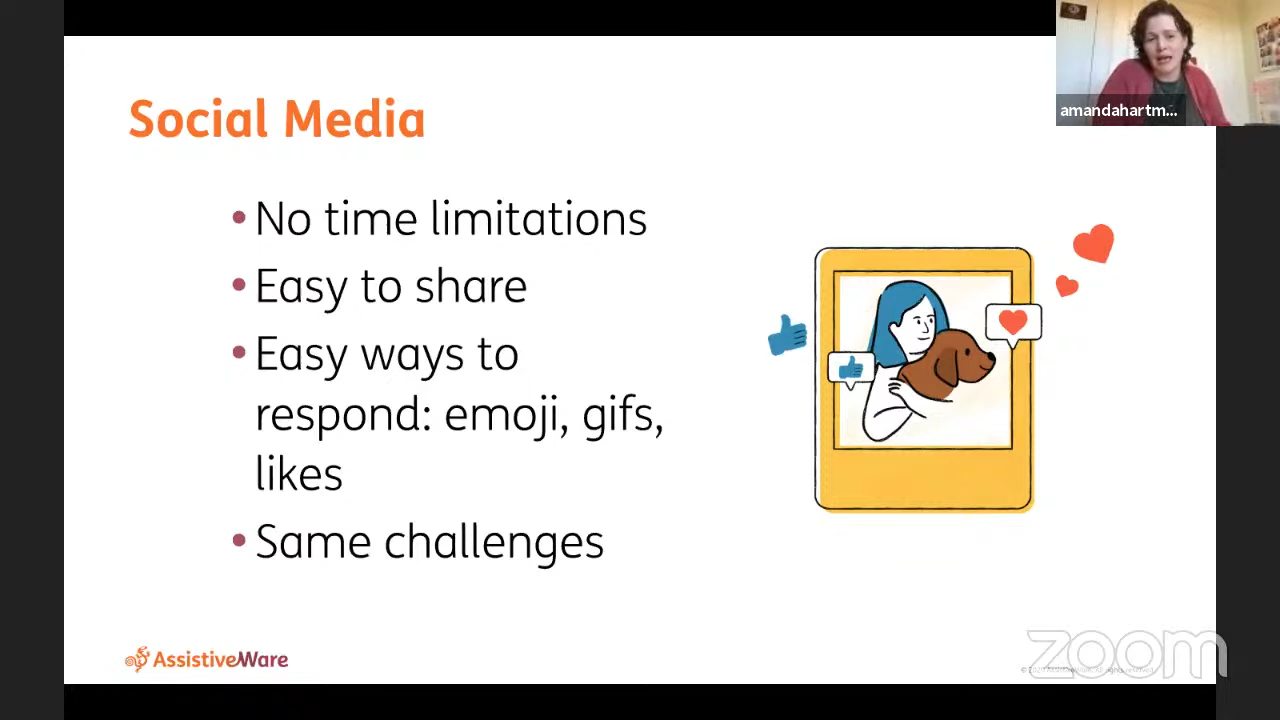 amandahartm...
Social Media
• No time limitations
• Easy to share
• Easy ways to
respond: emoji, gifs,
likes
• Same challenges
AssistiveWare
zoom